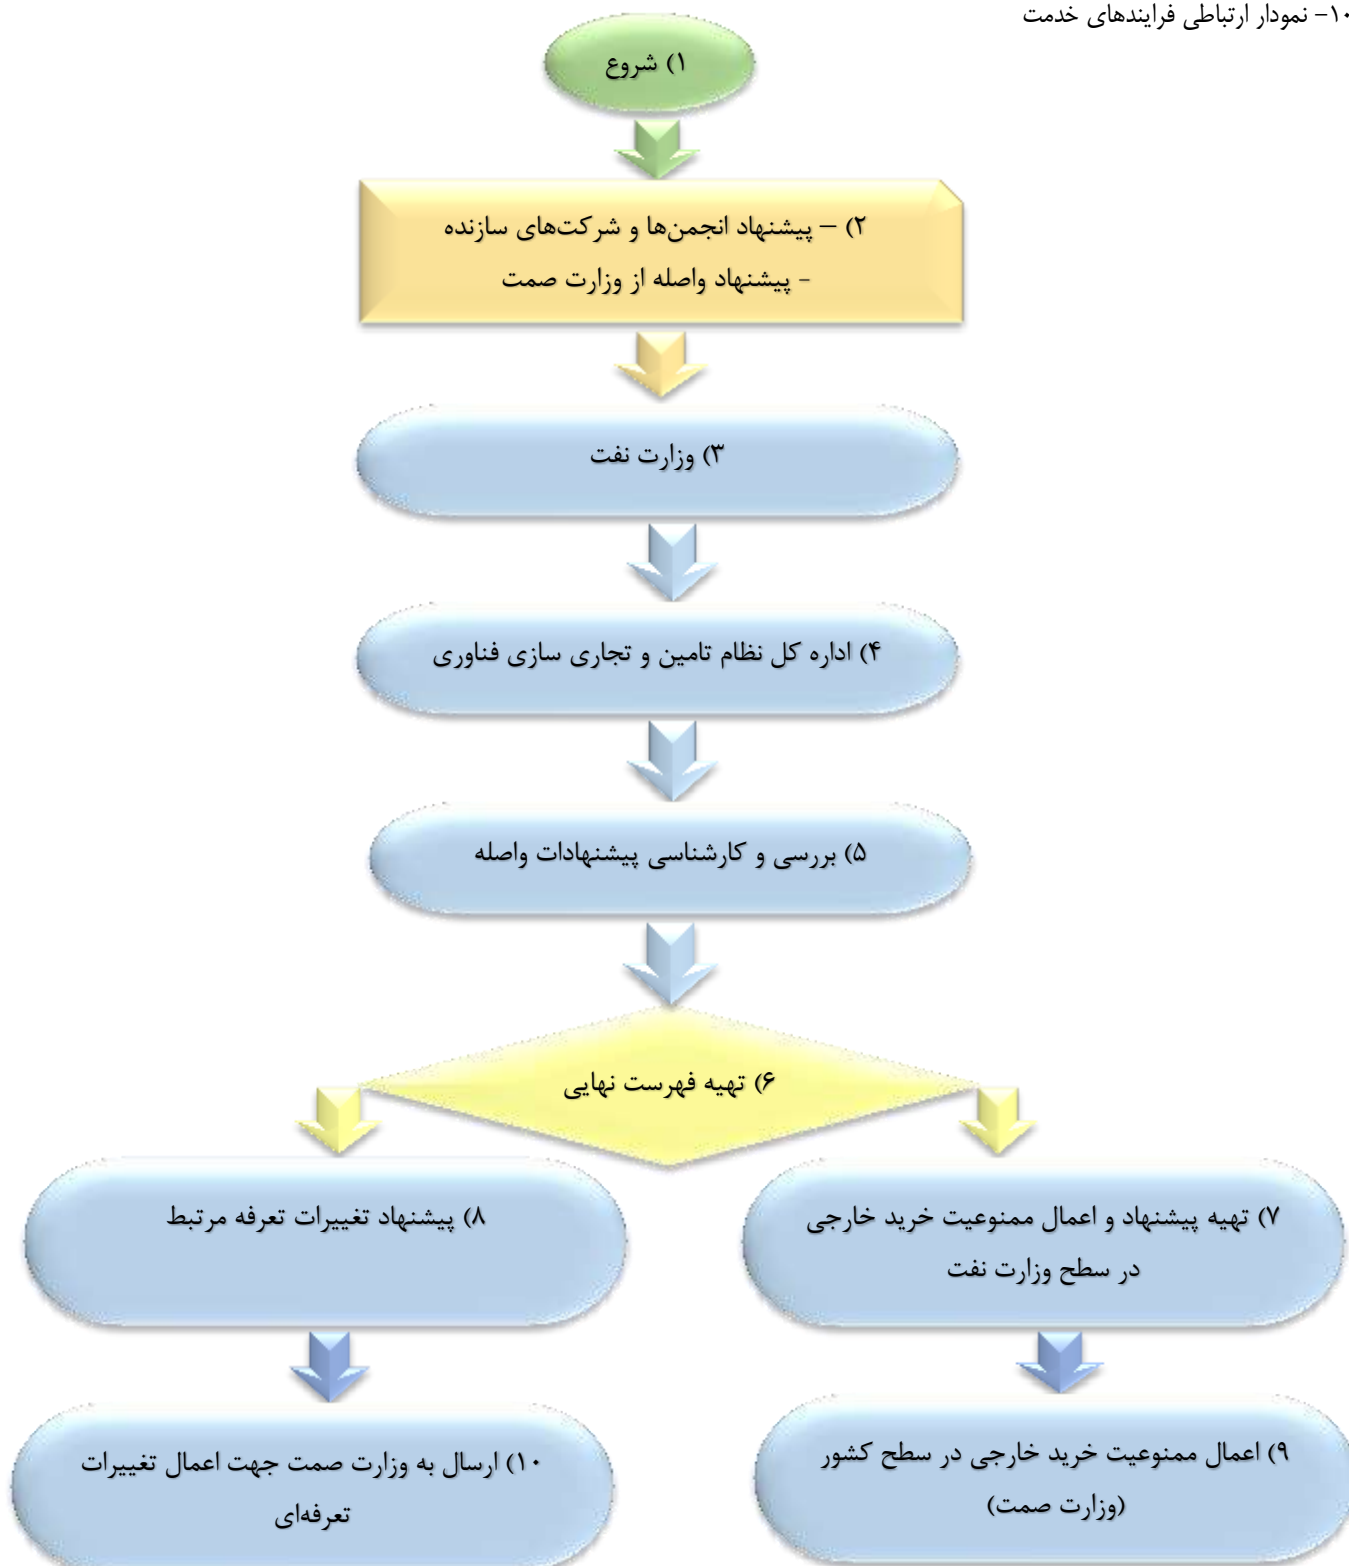 ۱۰- نمودار ارتباطی فرایندهای خدمت
۱) شروع
۲) – پیشنهاد انجمن‌ها و شرکت‌های سازنده
- پیشنهاد واصله از وزارت صمت
۳) وزارت نفت
۴) اداره کل نظام تامین و تجاری سازی فناوری
۵) بررسی و کارشناسی پیشنهادات واصله
۶) تهیه فهرست نهایی
۷) تهیه پیشنهاد و اعمال ممنوعیت خرید خارجی
در سطح وزارت نفت
۸) پیشنهاد تغییرات تعرفه مرتبط
۹) اعمال ممنوعیت خرید خارجی در سطح کشور
(وزارت صمت)
۱۰) ارسال به وزارت صمت جهت اعمال تغییرات
تعرفه‌ای